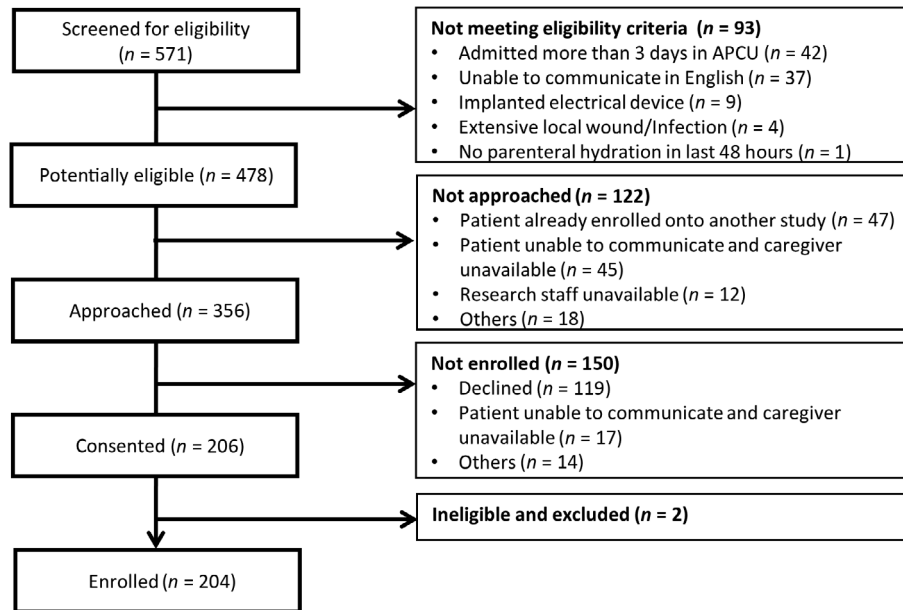 Screened for eligibility
(n = 571)
Not meeting eligibility criteria (n = 93)
• Admitted more than 3 days in APCU (n = 42)
• Unable to communicate in English (n = 37)
• Implanted electrical device (n = 9)
• Extensive local wound/Infection (n = 4)
• No parenteral hydration in last 48 hours (n = 1)
Potentially eligible (n = 478)
Not approached (n = 122)
• Patient already enrolled onto another study (n = 47)
• Patient unable to communicate and caregiver
unavailable (n = 45)
• Research staff unavailable (n = 12)
• Others (n = 18)
Approached (n = 356)
Not enrolled (n = 150)
• Declined (n = 119)
• Patient unable to communicate and caregiver
unavailable (n = 17)
• Others (n = 14)
Consented (n = 206)
Ineligible and excluded (n = 2)
Enrolled (n = 204)